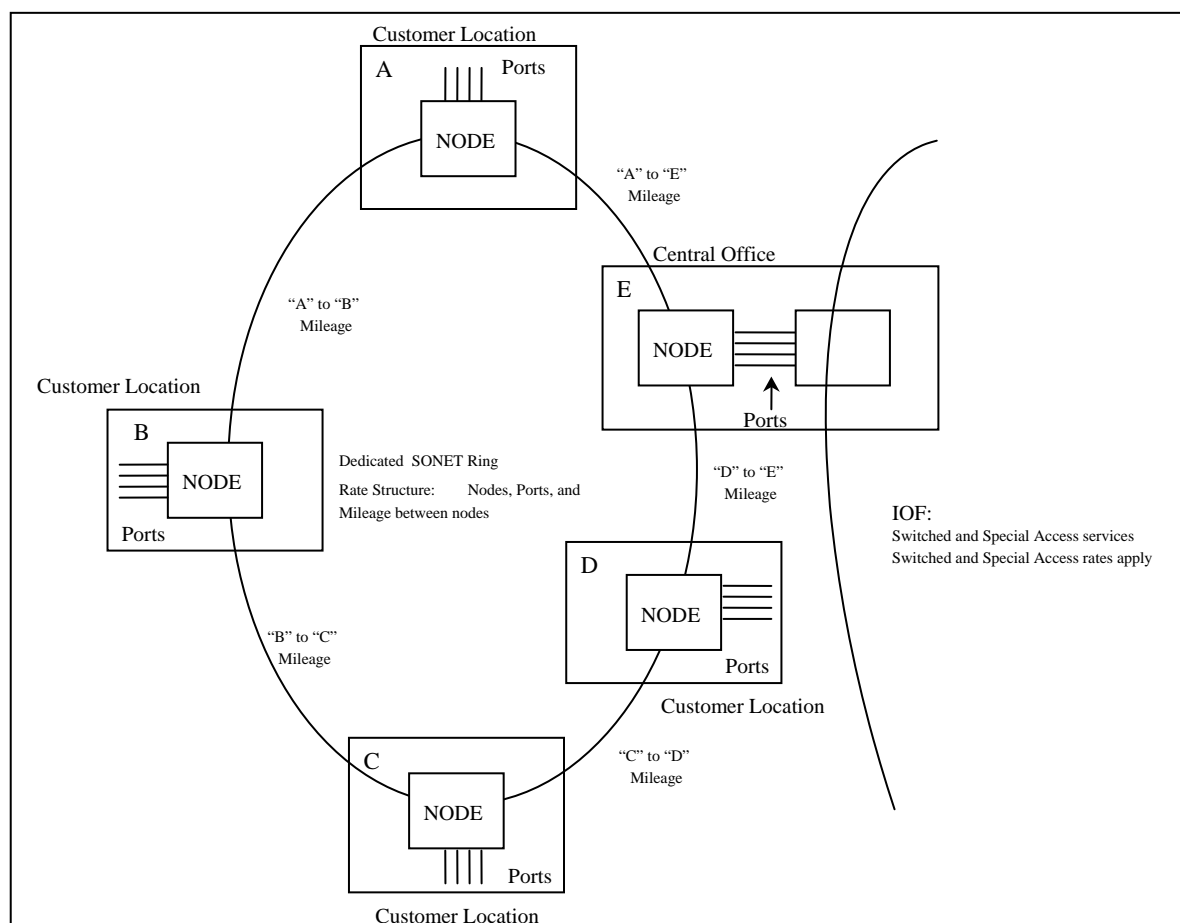 Customer Location
A
Ports
NODE
“A” to “E”
Mileage
Central Office
E
NODE
Ports
“A” to “B”
Mileage
Customer Location
B
NODE
Ports
Dedicated SONET Ring
Rate Structure: Nodes, Ports, and
Mileage between nodes
“D” to “E”
Mileage
IOF:
Switched and Special Access services
Switched and Special Access rates apply
D
NODE
Ports
Customer Location
“B” to “C”
Mileage
“C” to “D”
Mileage
C
NODE
Ports
Customer Location